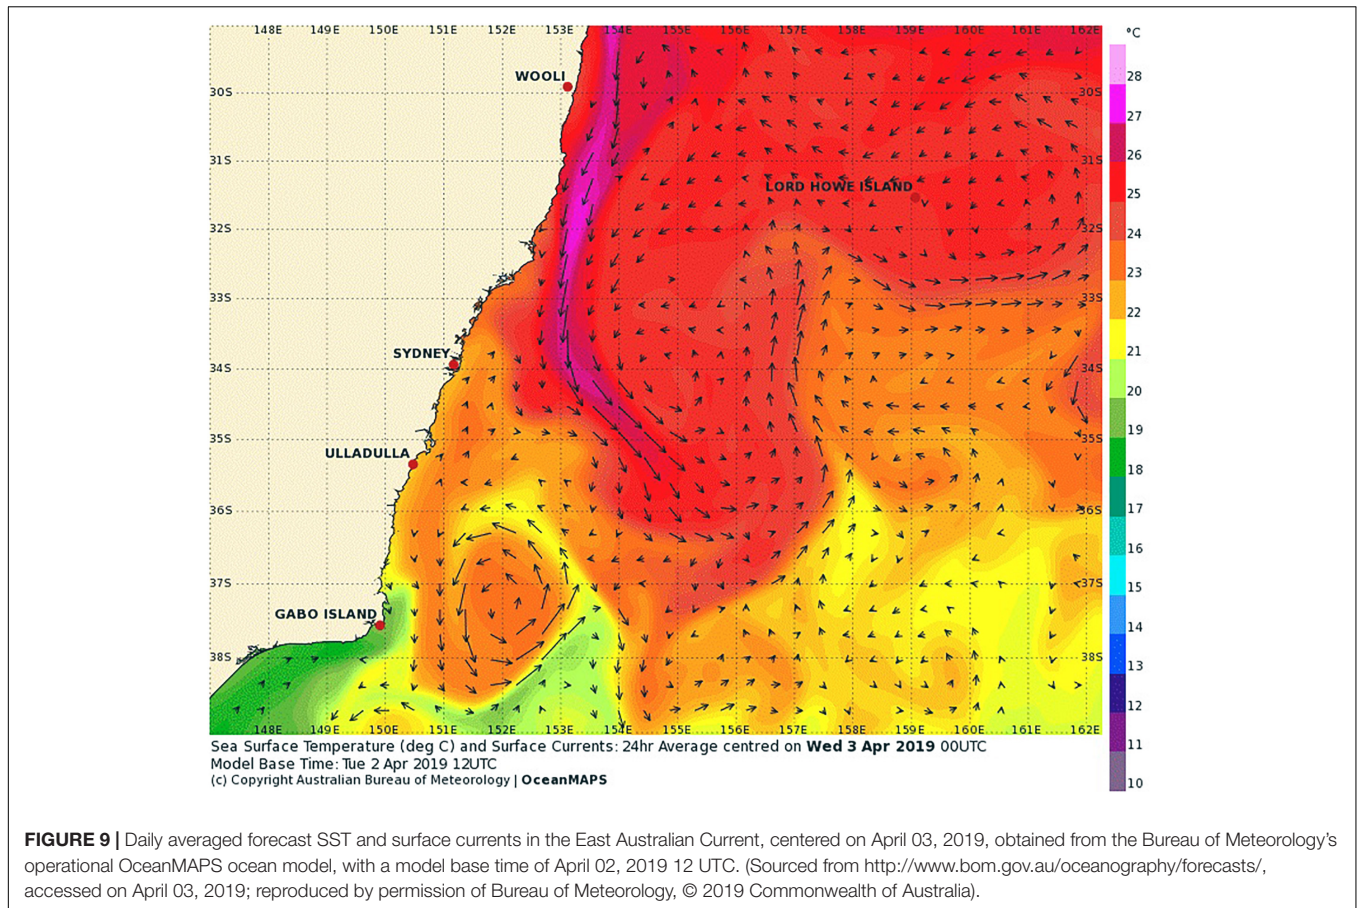 148E 149E 150E 151E 152E 153E 154E 155E 156E 157E 158E 159E 160E 161E 162E
°C
28
WOOLI
30S 30S
27
26
31S 31S
25
LORD HOWE ISLAND
32S 32S
24
23
33S 33S
22
SYDNEY
21
34S 34S
20
35S 35S
19
ULLADULLA
18
36S 36S
17
16
37S 37S
15
GABO ISLAND
14
38S 38S
13
12
148E 149E 150E 151E 152E 153E 154E 155E 156E 157E 158E 159E 160E 161E 162E
11
10
Sea Surface Temperature (deg C) and Surface Currents: 24hr Average centred on Wed 3 Apr 2019 00UTC
Model Base Time: Tue 2 Apr 2019 12UTC
(c) Copyright Australian Bureau of Meteorology | OceanMAPS
FIGURE 9 | Daily averaged forecast SST and surface currents in the East Australian Current, centered on April 03, 2019, obtained from the Bureau of Meteorology's
operational OceanMAPS ocean model, with a model base time of April 02, 2019 12 UTC. (Sourced from http://www.bom.gov.au/oceanography/forecasts/,
accessed on April 03, 2019; reproduced by permission of Bureau of Meteorology, © 2019 Commonwealth of Australia).